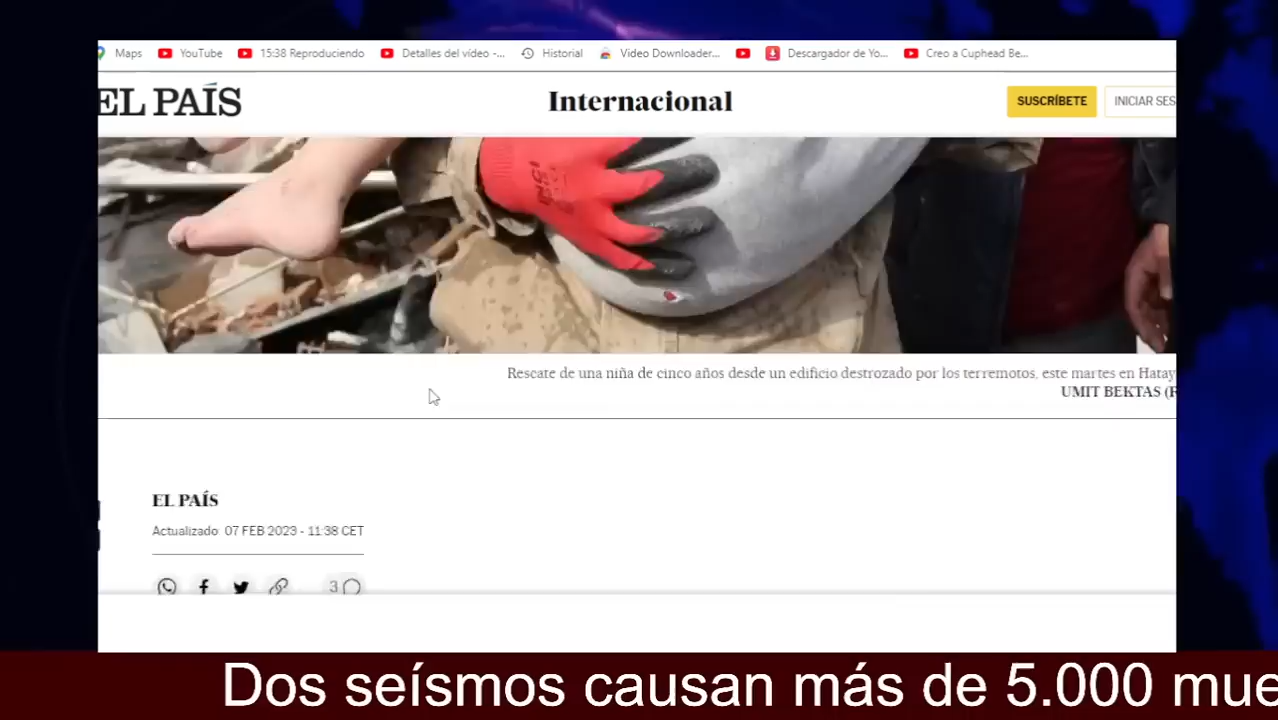 Maps YouTube 15:38 Reproduciendo Detalles del vídeo -... Historial Video Downloader... Descargador de Yo... Creo a Cuphead Be...
EL PAÍS Internacional SUSCRÍBETE INICIAR SES
Rescate de una niña de cinco años desde un edificio destrozado por los terremotos, este martes en Hatay
UMIT BEKTAS (R
EL PAÍS
Actualizado: 07 FEB 2023 - 11:38 CET
3
Dos seísmos causan más de 5.000 mue